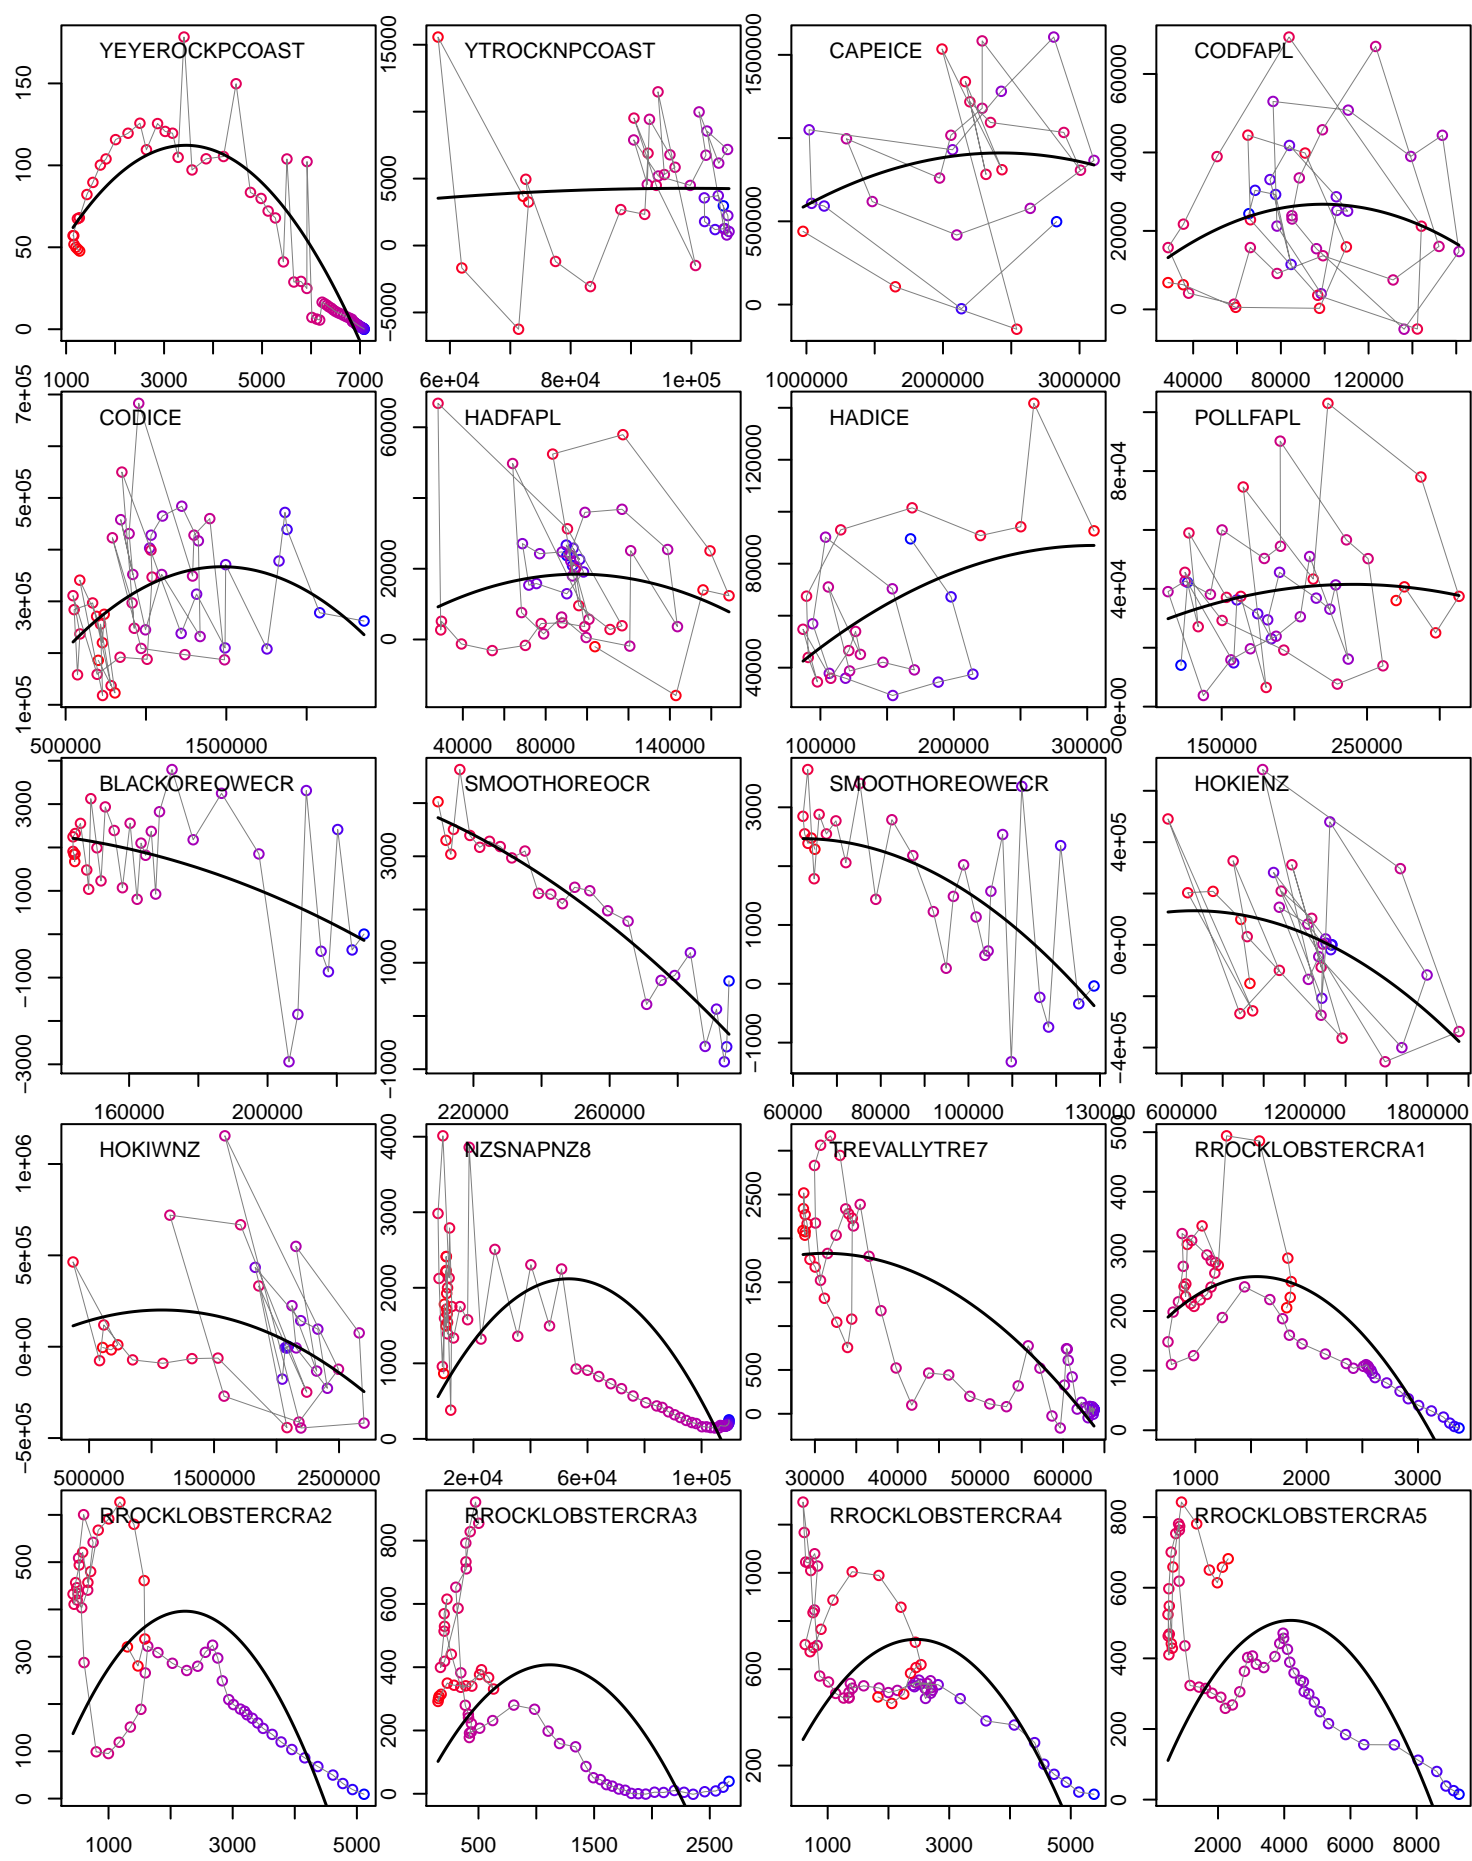 YEYEROCKPCOAST YTROCKNPCOAST CAPEICE CODFAPL
0 50 100 150
−5000 0 5000 15000
0 500000 1500000
0 20000 40000 60000
1000 3000 5000 7000
6e+04 8e+04 1e+05
1000000 2000000 3000000
40000 80000 120000
CODICE HADFAPL HADICE POLLFAPL
1e+05 3e+05 5e+05 7e+05
0 20000 60000
40000 80000 120000
0e+00 4e+04 8e+04
500000 1500000
40000 80000 140000
100000 200000 300000
150000 250000
BLACKOREOWECR SMOOTHOREOCR SMOOTHOREOWECR HOKIENZ
−3000 −1000 1000 3000
−1000 1000 3000
−1000 0 1000 3000
−4e+05 0e+00 4e+05
160000 200000
220000 260000
60000 80000 100000 130000
600000 1200000 1800000
HOKIWNZ NZSNAPNZ8 TREVALLYTRE7 RROCKLOBSTERCRA1
−5e+05 0e+00 5e+05 1e+06
0 1000 2000 3000 4000
0 500 1500 2500
0 100 200 300 400 500
500000 1500000 2500000
2e+04 6e+04 1e+05
30000 40000 50000 60000
1000 2000 3000
RROCKLOBSTERCRA2 RROCKLOBSTERCRA3 RROCKLOBSTERCRA4 RROCKLOBSTERCRA5
0 100 300 500
0 200 400 600 800
200 600 1000
0 200 400 600 800
1000 3000 5000
500 1500 2500
1000 3000 5000
2000 4000 6000 8000